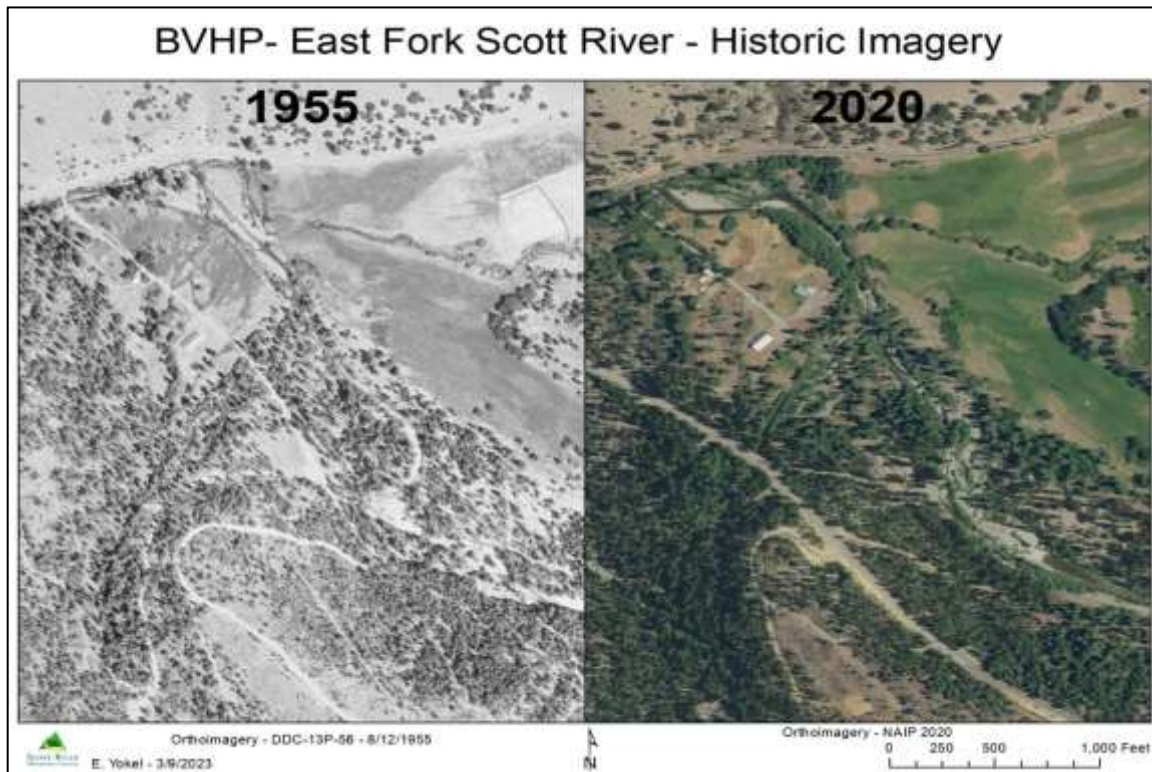 BVHP- East Fork Scott River - Historic Imagery
1955
2020
Orthoimagery - DDC-13P-56 - 8/12/1955
E. Yokel - 3/9/2023
N
Orthoimagery - NAIP 2020
0 250 500 1,000 Feet